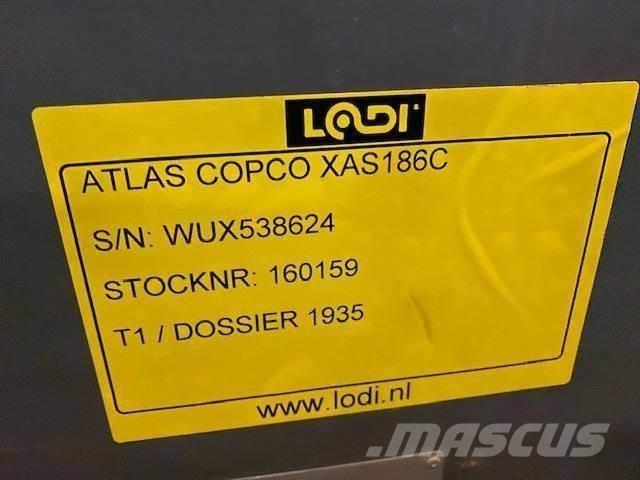 LODI
ATLAS COPCO XAS186C
S/N: WUX538624
STOCKNR: 160159
T1 / DOSSIER 1935
www.lodi.nl
MASCUS